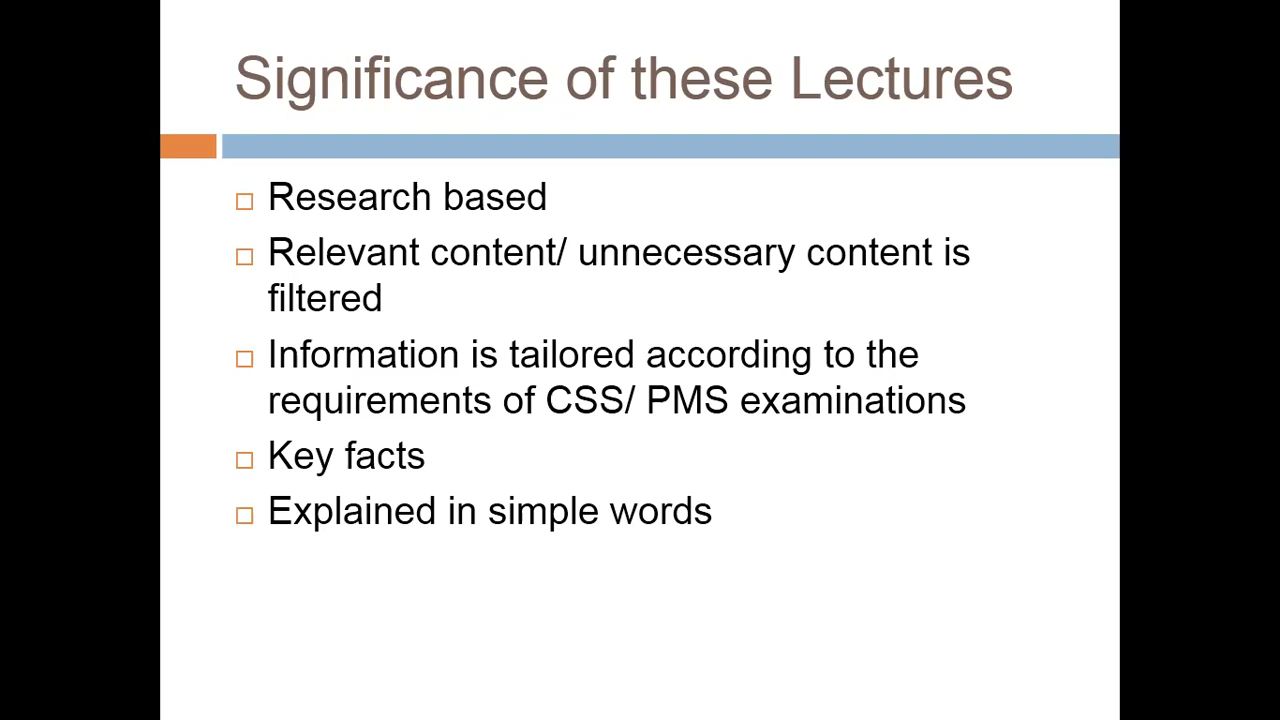 Significance of these Lectures
Research based
Relevant content/ unnecessary content is
filtered
Information is tailored according to the
requirements of CSS/ PMS examinations
Key facts
Explained in simple words